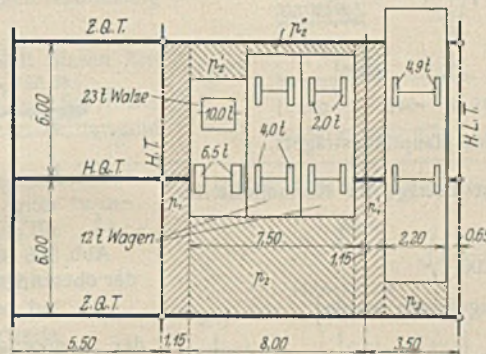 Z.Q.T.
p₂"
p₂
4,9 t
23 t Walze
10,0 t
2,0 t
6.00
H.T.
H.L.T.
6,5 t
4,0 t
H.Q.T.
p₁
p₁
12 t Wagen
7,50
2,20
0.65
1,15
6.00
p₂
Z.Q.T.
5.50
1.15
8,00
3.50